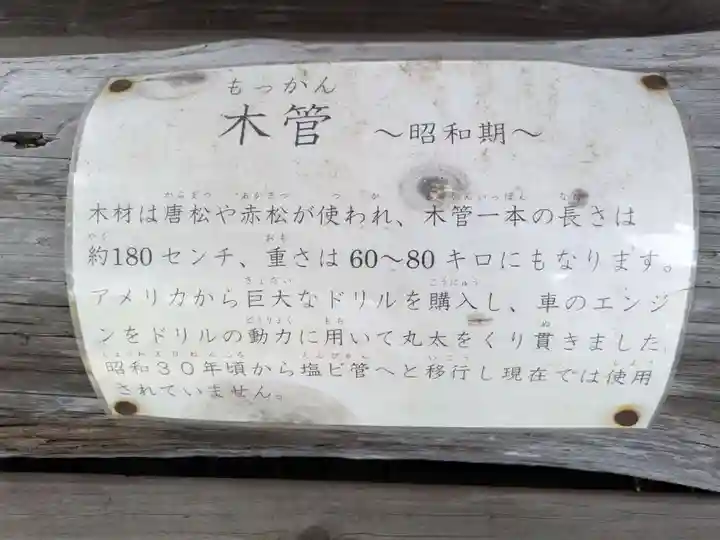 もっかん
木管 ～昭和期～
木材は唐松や赤松が使われ、木管一本の長さは
約180センチ、重さは60～80キロにもなります。
アメリカから巨大なドリルを購入し、車のエンジ
ンをドリルの動力に用いて丸太をくり貫きました
昭和30年頃から塩ビ管へと移行し現在では使用
されていません。